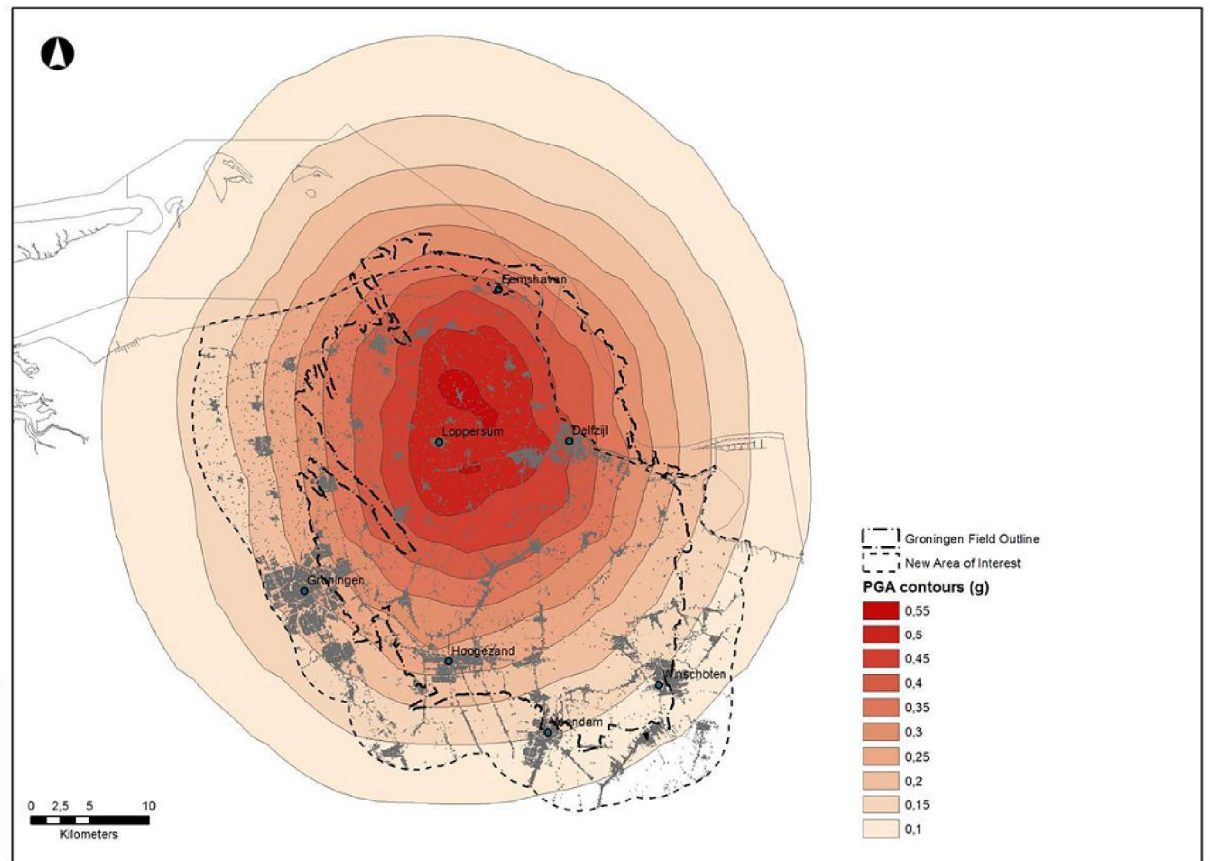 Eemshaven
Loppersum
Delfzijl
Groningen
Hoogezand
Winschoten
Veendam
Groningen Field Outline
New Area of Interest
PGA contours (g)
0,55
0,5
0,45
0,4
0,35
0,3
0,25
0,2
0,15
0,1
0 2,5 5 10
Kilometers